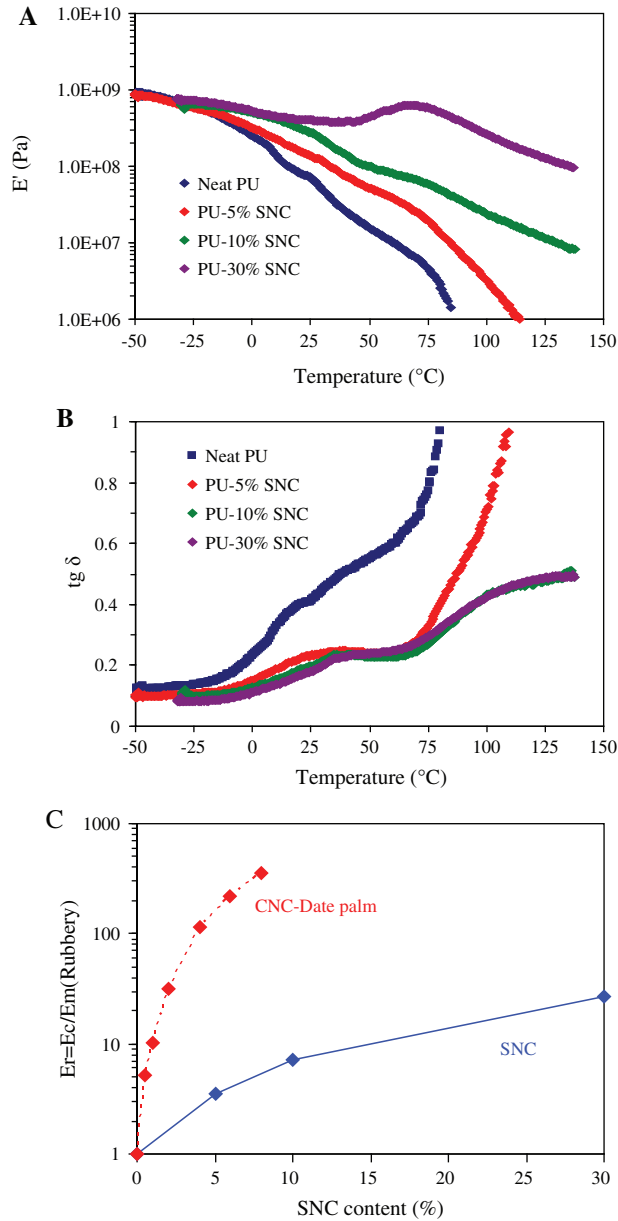 A
1.0E+10
1.0E+09
1.0E+08
1.0E+07
1.0E+06
E' (Pa)
Neat PU
PU-5% SNC
PU-10% SNC
PU-30% SNC
-50 -25 0 25 50 75 100 125 150
Temperature (°C)
B
1
0.8
0.6
0.4
0.2
0
tg δ
Neat PU
PU-5% SNC
PU-10% SNC
PU-30% SNC
-50 -25 0 25 50 75 100 125 150
Temperature (°C)
C
1000
100
10
1
Er=Ec/Em(Rubbery)
CNC-Date palm
SNC
0 5 10 15 20 25 30
SNC content (%)